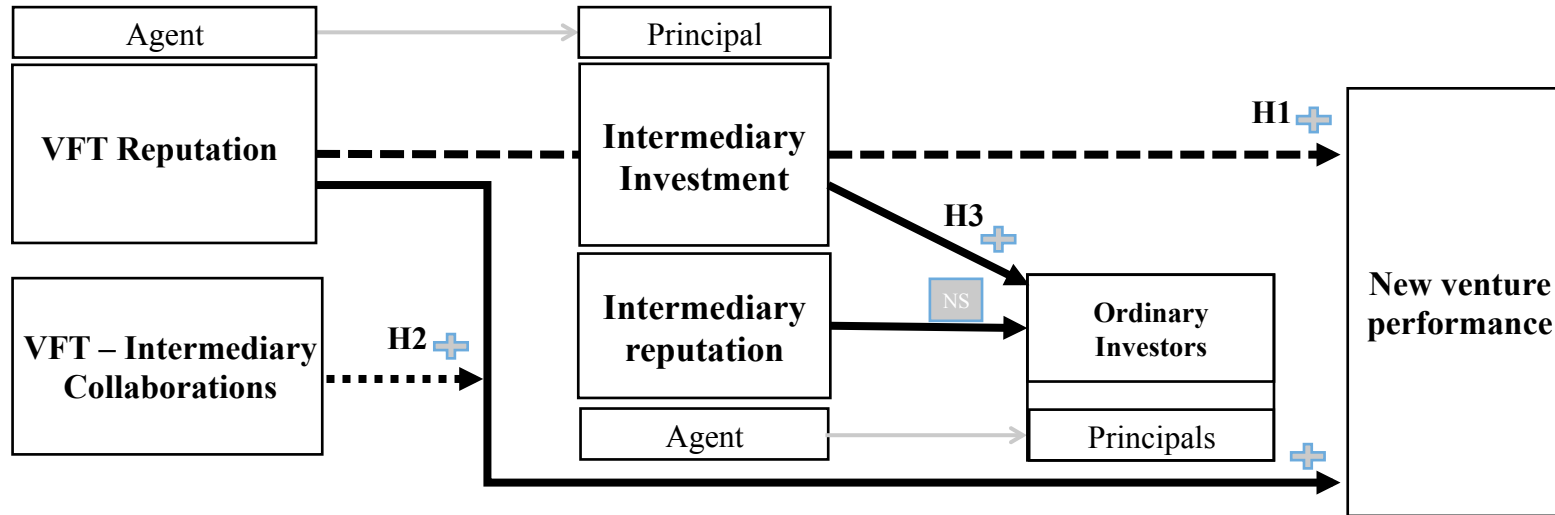 Agent
Principal
VFT Reputation
Intermediary
Investment
H1
H3
VFT – Intermediary
Collaborations
H2
Intermediary
reputation
NS
Ordinary
Investors
New venture
performance
Agent
Principals